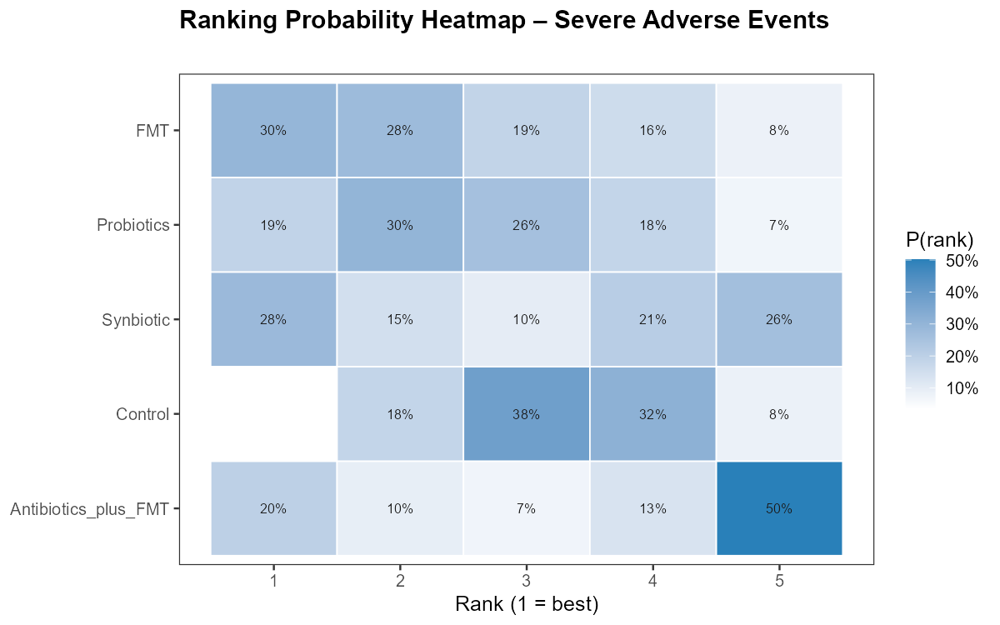 Ranking Probability Heatmap – Severe Adverse Events
FMT 30% 28% 19% 16% 8%
Probiotics 19% 30% 26% 18% 7%
Synbiotic 28% 15% 10% 21% 26%
Control 18% 38% 32% 8%
Antibiotics_plus_FMT 20% 10% 7% 13% 50%
1 2 3 4 5
Rank (1 = best)
P(rank)
50%
40%
30%
20%
10%